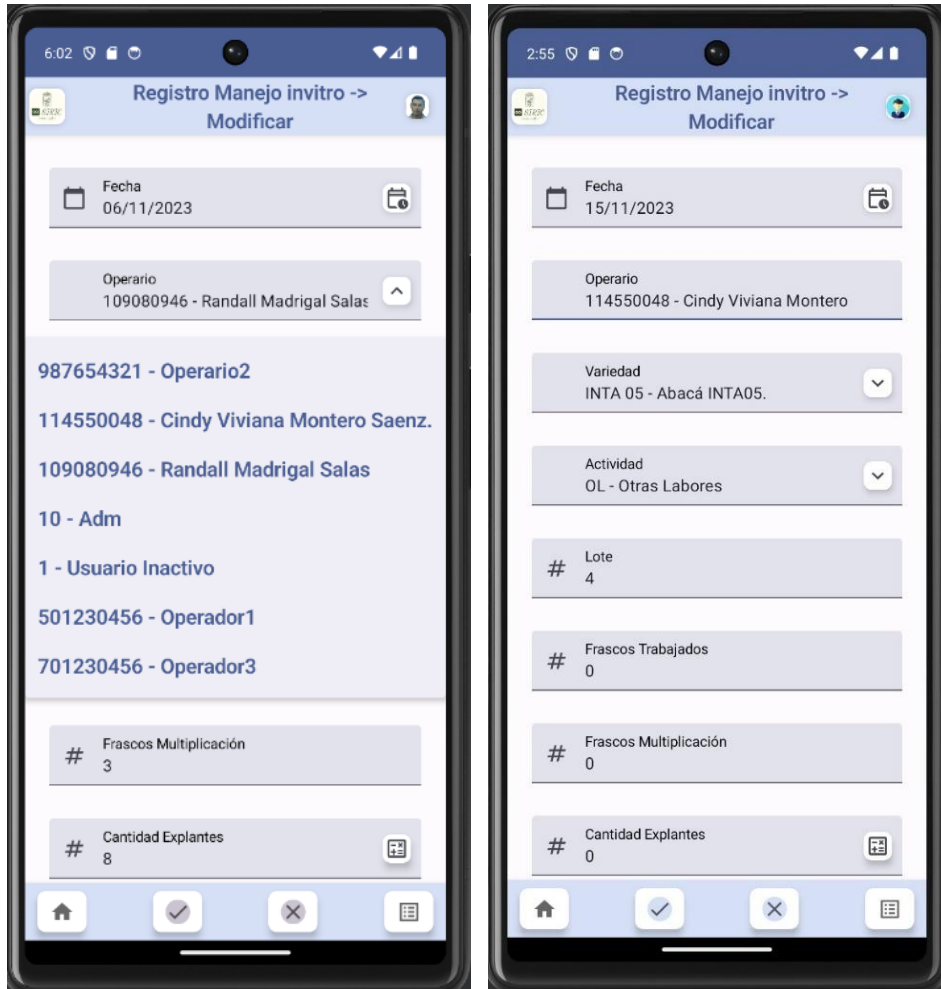 6:02
Registro Manejo invitro ->
Modificar
Fecha
06/11/2023
Operario
109080946 - Randall Madrigal Salas
987654321 - Operario2
114550048 - Cindy Viviana Montero Saenz.
109080946 - Randall Madrigal Salas
10 - Adm
1 - Usuario Inactivo
501230456 - Operador1
701230456 - Operador3
Frascos Multiplicación
3
Cantidad Explantes
8
2:55
Registro Manejo invitro ->
Modificar
Fecha
15/11/2023
Operario
114550048 - Cindy Viviana Montero
Variedad
INTA 05 - Abacá INTA05.
Actividad
OL - Otras Labores
Lote
4
Frascos Trabajados
0
Frascos Multiplicación
0
Cantidad Explantes
0